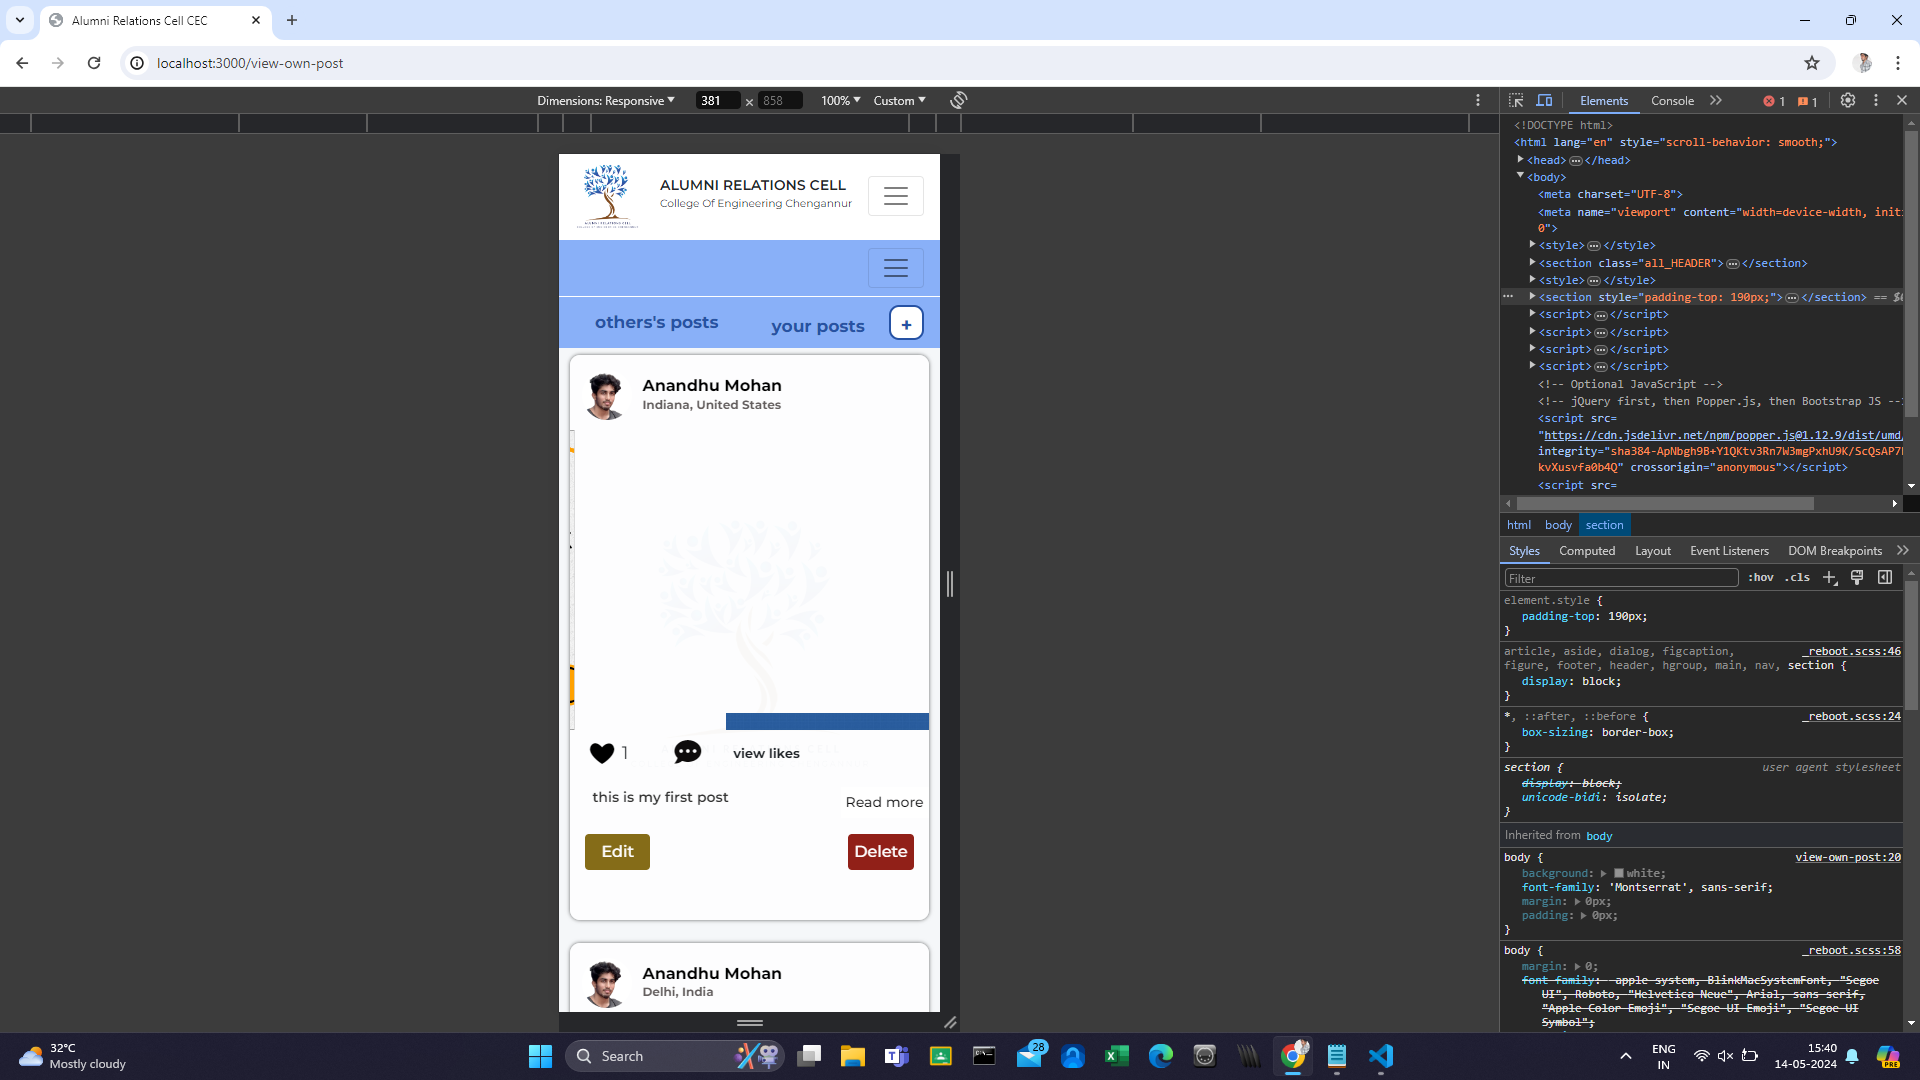 Alumni Relations Cell CEC
localhost:3000/view-own-post
Dimensions: Responsive 381 × 858 100% Custom
Elements Console 1 1
ALUMNI RELATIONS CELL
College Of Engineering Chengannur
others's posts your posts +
Anandhu Mohan
Indiana, United States
1 view likes
this is my first post
Read more
Edit Delete
Anandhu Mohan
Delhi, India
<!DOCTYPE html>
<html lang="en" style="scroll-behavior: smooth;">
<head> </head>
<body>
<meta charset="UTF-8">
<meta name="viewport" content="width=device-width, init
0">
<style> </style>
<section class="all_HEADER"> </section>
<style> </style>
<section style="padding-top: 190px;"> </section> ==
<script> </script>
<script> </script>
<script> </script>
<script> </script>
<!-- Optional JavaScript -->
<!-- jQuery first, then Popper.js, then Bootstrap JS --
<script src=
"https://cdn.jsdelivr.net/npm/popper.js@1.12.9/dist/umd/
integrity="sha384-ApNbgh9B+Y1QKtv3Rn7W3mgPxhU9K/ScQsAP7
kvXusvfa0b4Q" crossorigin="anonymous"></script>
<script src=
html body section
Styles Computed Layout Event Listeners DOM Breakpoints
Filter :hov .cls
element.style {
padding-top: 190px;
}
article, aside, dialog, figcaption, _reboot.scss:46
figure, footer, header, hgroup, main, nav, section {
display: block;
}
*, ::after, ::before { _reboot.scss:24
box-sizing: border-box;
}
section { user agent stylesheet
display: block;
unicode-bidi: isolate;
}
Inherited from body
body { view-own-post:20
background: white;
font-family: 'Montserrat', sans-serif;
margin: 0px;
padding: 0px;
}
body { _reboot.scss:58
margin: 0;
font-family: -apple-system, BlinkMacSystemFont, "Segoe
UI", Roboto, "Helvetica Neue", Arial, sans-serif,
"Apple Color Emoji", "Segoe UI Emoji", "Segoe UI
Symbol";
32°C
Mostly cloudy
Search
28
ENG
IN
15:40
14-05-2024
PRE